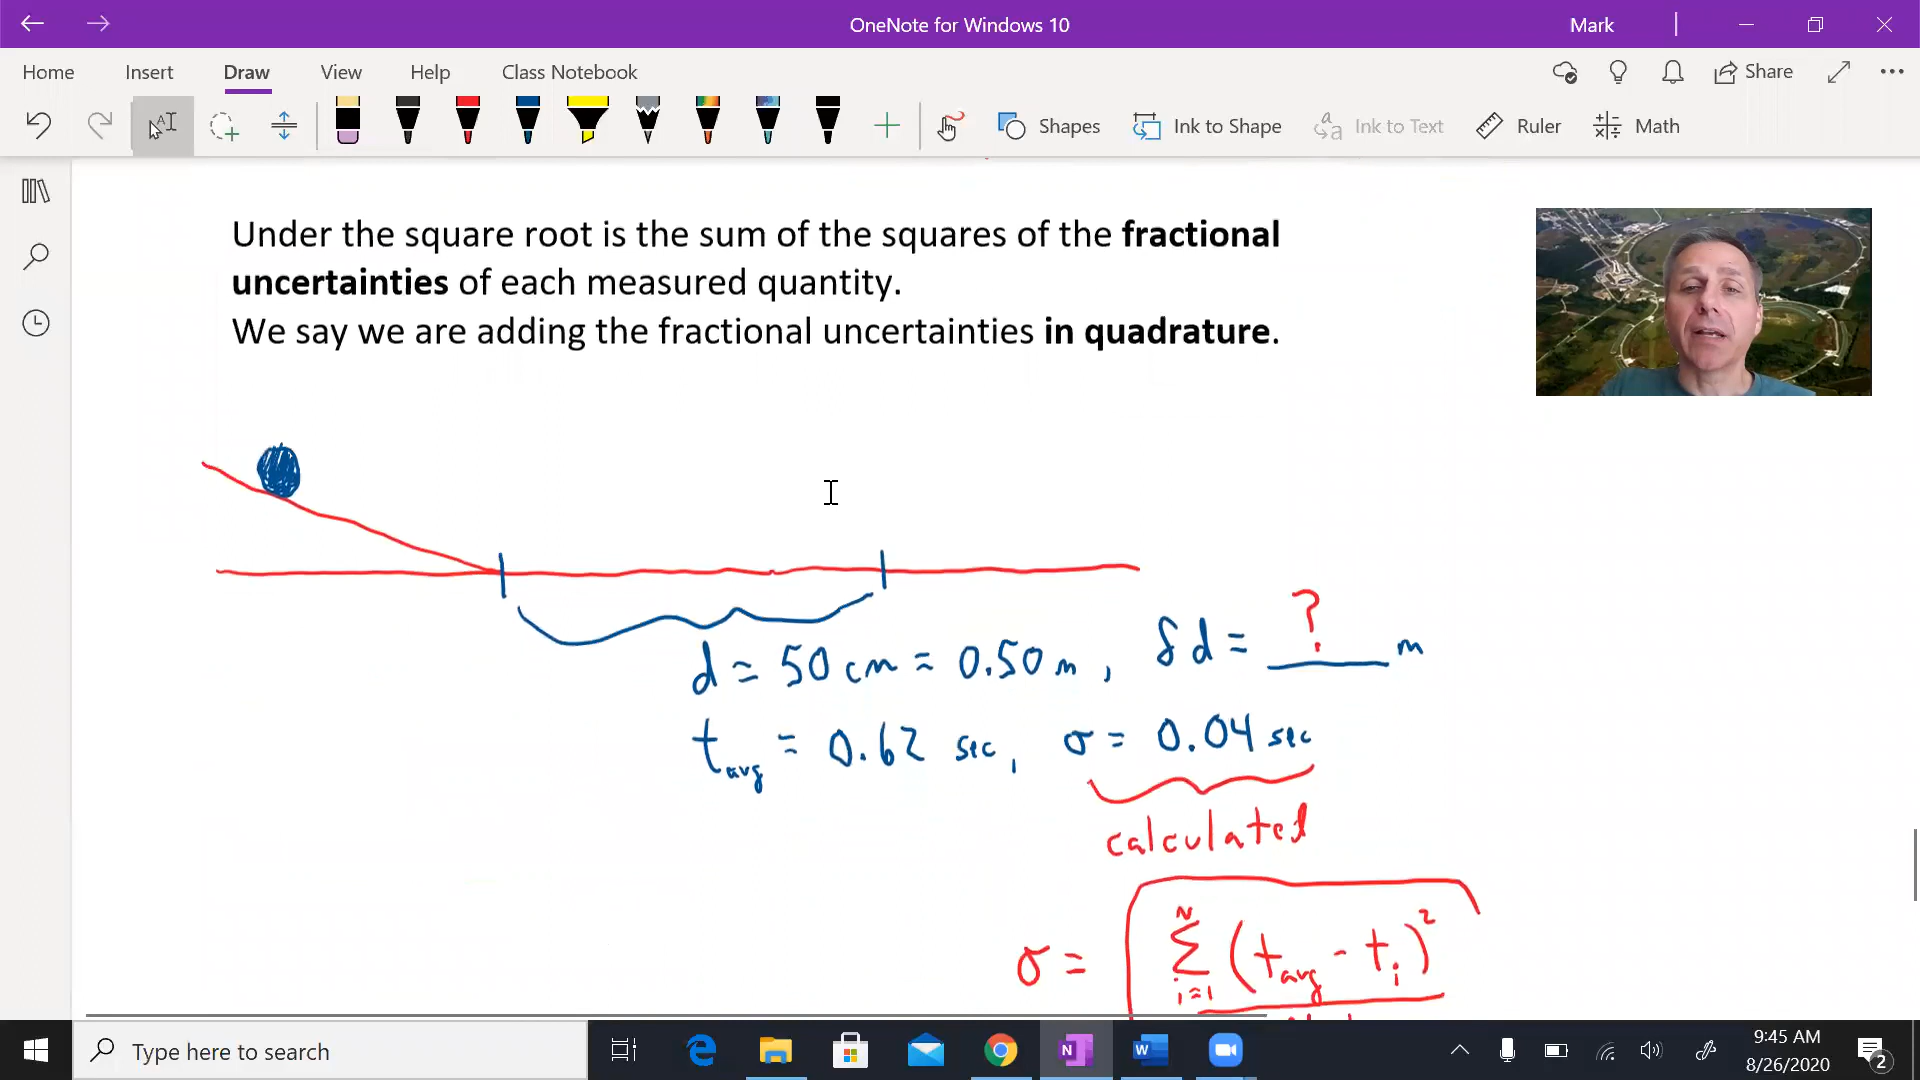 OneNote for Windows 10
Mark
Home Insert Draw View Help Class Notebook
Share
Shapes Ink to Shape Ink to Text Ruler Math
Under the square root is the sum of the squares of the fractional
uncertainties of each measured quantity.
We say we are adding the fractional uncertainties in quadrature.
d = 50 cm = 0.50 m, δd = ? m
t avg = 0.62 sec, σ = 0.04 sec
calculated
σ = √ N Σ i=1 (t avg - t i)²
Type here to search
9:45 AM
8/26/2020
2